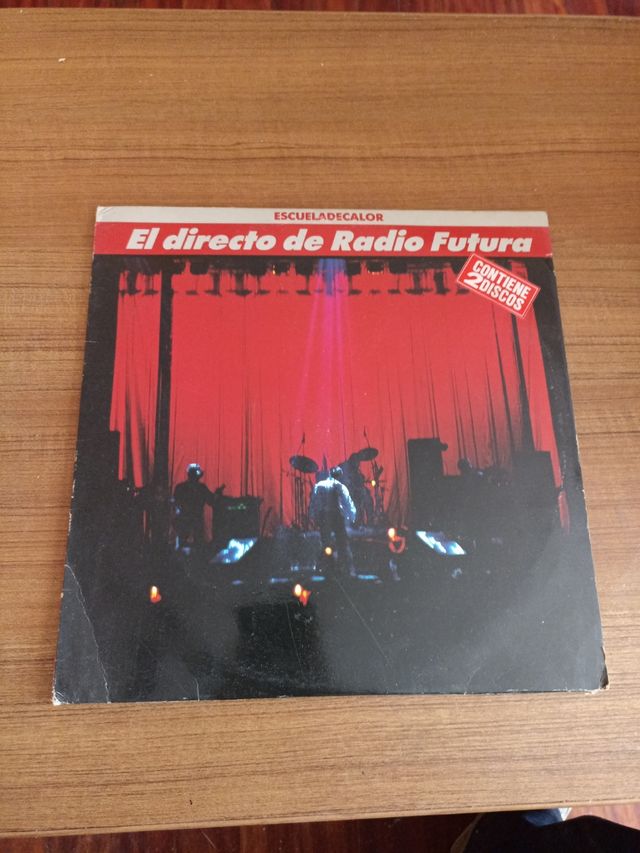 ESCUELADECALOR
El directo de Radio Futura
CONTIENE
2 DISCOS